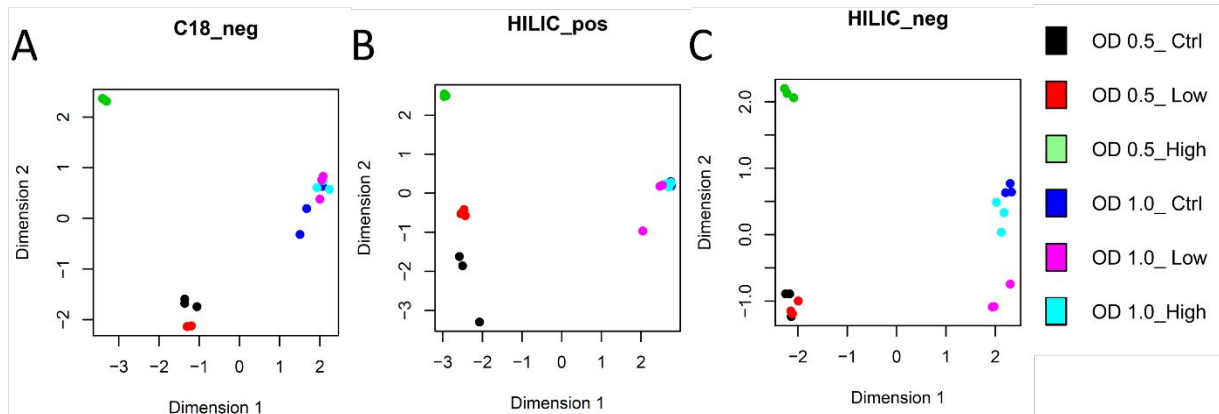 A
C18_neg
Dimension 2
2
1
0
−1
−2
−3 −2 −1 0 1 2
Dimension 1
B
HILIC_pos
Dimension 2
2
1
0
−1
−2
−3
−3 −2 −1 0 1 2
Dimension 1
C
HILIC_neg
Dimension 2
2.0
1.0
0.0
−1.0
−2 −1 0 1 2
Dimension 1
OD 0.5_ Ctrl
OD 0.5_ Low
OD 0.5_High
OD 1.0_ Ctrl
OD 1.0_ Low
OD 1.0_High